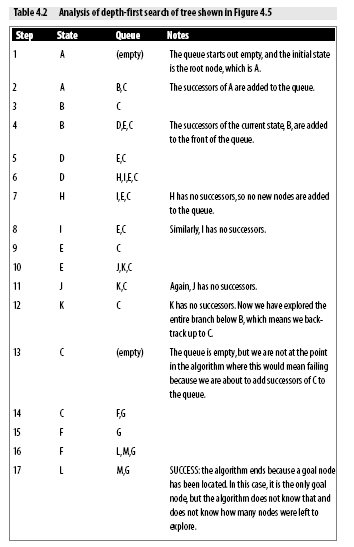 Table 4.2 Analysis of depth-first search of tree shown in Figure 4.5
Step State Queue Notes
1 A (empty) The queue starts out empty, and the initial state
is the root node, which is A.
2 A B,C The successors of A are added to the queue.
3 B C
4 B D,E,C The successors of the current state, B, are added
to the front of the queue.
5 D E,C
6 D H,I,E,C
7 H I,E,C H has no successors, so no new nodes are added
to the queue.
8 I E,C Similarly, I has no successors.
9 E C
10 E J,K,C
11 J K,C Again, J has no successors.
12 K C K has no successors. Now we have explored the
entire branch below B, which means we back-
track up to C.
13 C (empty) The queue is empty, but we are not at the point
in the algorithm where this would mean failing
because we are about to add successors of C to
the queue.
14 C F,G
15 F G
16 F L,M,G
17 L M,G SUCCESS: the algorithm ends because a goal node
has been located. In this case, it is the only goal
node, but the algorithm does not know that and
does not know how many nodes were left to
explore.